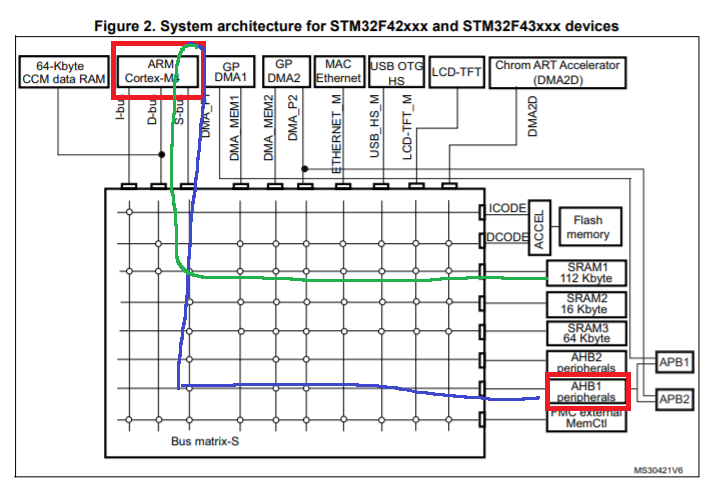 Figure 2. System architecture for STM32F42xxx and STM32F43xxx devices
64-Kbyte
CCM data RAM
ARM
Cortex-M4
GP
DMA1
GP
DMA2
MAC
Ethernet
USB OTG
HS
LCD-TFT
Chrom ART Accelerator
(DMA2D)
I-bus
D-bus
S-bus
DMA_P1
DMA_MEM1
DMA_MEM2
DMA_P2
ETHERNET_M
USB_HS_M
LCD-TFT_M
DMA2D
ICODE
DCODE
ACCEL
Flash
memory
SRAM1
112 Kbyte
SRAM2
16 Kbyte
SRAM3
64 Kbyte
AHB2
peripherals
AHB1
peripherals
FMC external
MemCtl
APB1
APB2
Bus matrix-S
MS30421V6